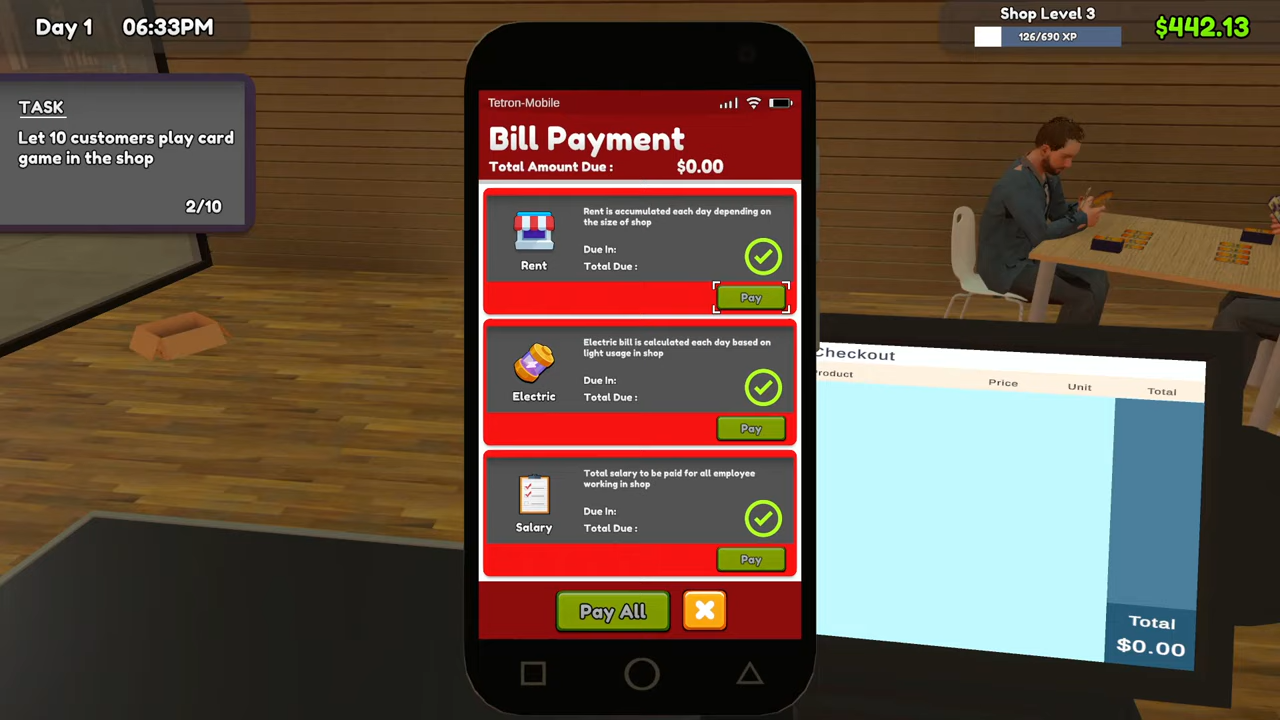 Day 1 06:33PM
Shop Level 3
126/690 XP
$442.13
TASK
Let 10 customers play card
game in the shop
2/10
Tetron-Mobile
Bill Payment
Total Amount Due : $0.00
Rent is accumulated each day depending on
the size of shop
Due In:
Total Due :
Rent
Pay
Electric bill is calculated each day based on
light usage in shop
Due In:
Total Due :
Electric
Pay
Total salary to be paid for all employee
working in shop
Due In:
Total Due :
Salary
Pay
Pay All
Checkout
Product Price Unit Total
Total
$0.00